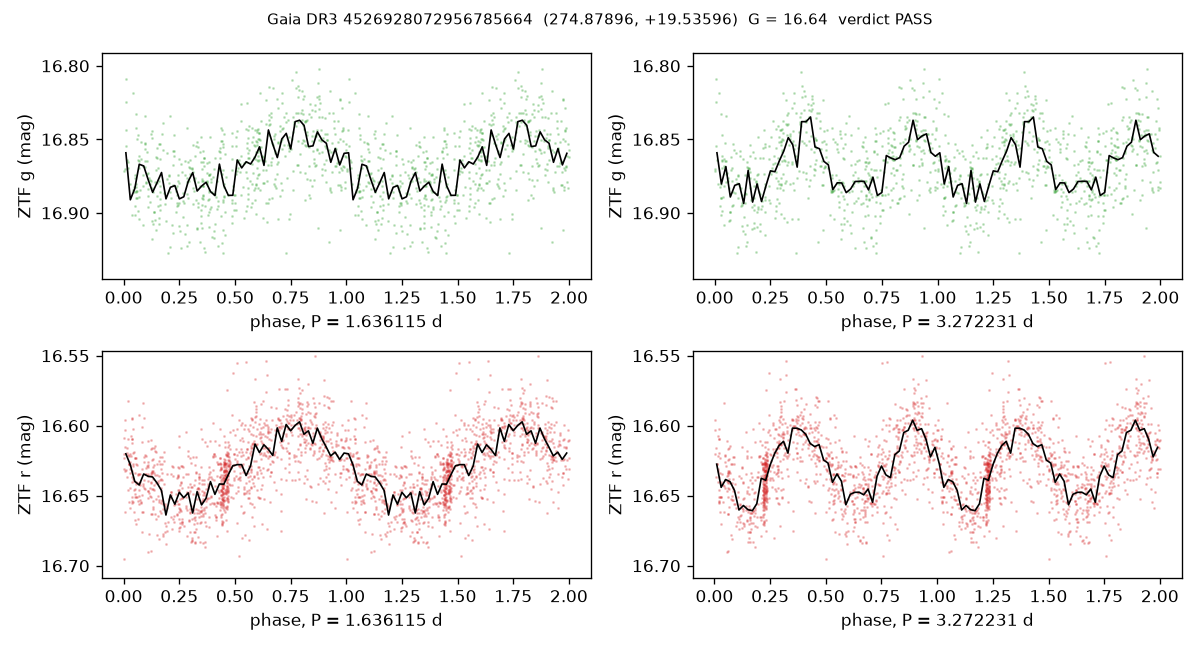 Gaia DR3 4526928072956785664 (274.87896, +19.53596) G = 16.64 verdict PASS
ZTF g (mag)
16.80
16.85
16.90
0.00 0.25 0.50 0.75 1.00 1.25 1.50 1.75 2.00
phase, P = 1.636115 d
ZTF g (mag)
16.80
16.85
16.90
0.00 0.25 0.50 0.75 1.00 1.25 1.50 1.75 2.00
phase, P = 3.272231 d
ZTF r (mag)
16.55
16.60
16.65
16.70
0.00 0.25 0.50 0.75 1.00 1.25 1.50 1.75 2.00
phase, P = 1.636115 d
ZTF r (mag)
16.55
16.60
16.65
16.70
0.00 0.25 0.50 0.75 1.00 1.25 1.50 1.75 2.00
phase, P = 3.272231 d